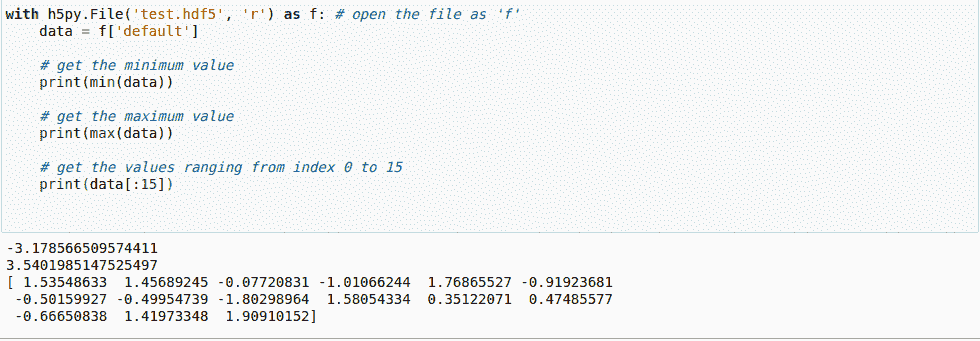 with h5py.File('test.hdf5', 'r') as f: # open the file as 'f'
    data = f['default']

    # get the minimum value
    print(min(data))

    # get the maximum value
    print(max(data))

    # get the values ranging from index 0 to 15
    print(data[:15])

-3.178566509574411
3.5401985147525497
[ 1.53548633  1.45689245 -0.07720831 -1.01066244  1.76865527 -0.91923681
 -0.50159927 -0.49954739 -1.80298964  1.58054334  0.35122071  0.47485577
 -0.66650838  1.41973348  1.90910152]